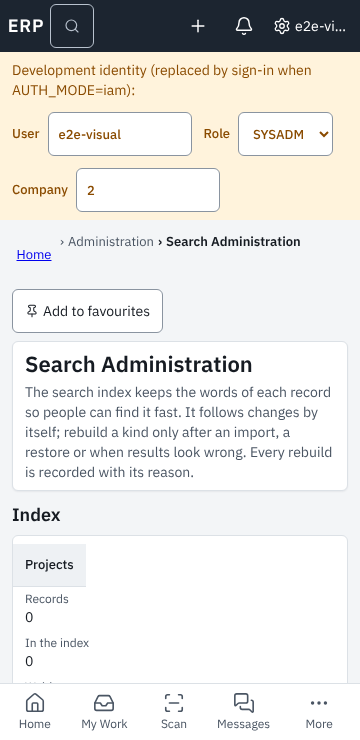 ERP
e2e-vi...
Development identity (replaced by sign-in when
AUTH_MODE=iam):
User e2e-visual Role SYSADM
Company 2
Home › Administration › Search Administration
Add to favourites
Search Administration
The search index keeps the words of each record
so people can find it fast. It follows changes by
itself; rebuild a kind only after an import, a
restore or when results look wrong. Every rebuild
is recorded with its reason.
Index
Projects
Records
0
In the index
0
Home My Work Scan Messages More